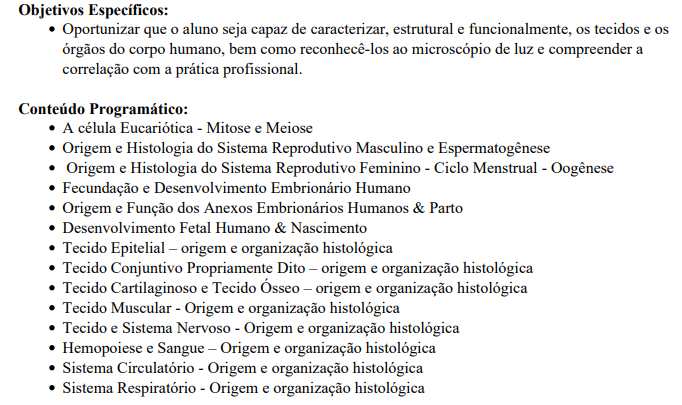 Objetivos Específicos:
• Oportunizar que o aluno seja capaz de caracterizar, estrutural e funcionalmente, os tecidos e os
órgãos do corpo humano, bem como reconhecê-los ao microscópio de luz e compreender a
correlação com a prática profissional.
Conteúdo Programático:
• A célula Eucariótica - Mitose e Meiose
• Origem e Histologia do Sistema Reprodutivo Masculino e Espermatogênese
• Origem e Histologia do Sistema Reprodutivo Feminino - Ciclo Menstrual - Oogênese
• Fecundação e Desenvolvimento Embrionário Humano
• Origem e Função dos Anexos Embrionários Humanos & Parto
• Desenvolvimento Fetal Humano & Nascimento
• Tecido Epitelial – origem e organização histológica
• Tecido Conjuntivo Propriamente Dito – origem e organização histológica
• Tecido Cartilaginoso e Tecido Ósseo – origem e organização histológica
• Tecido Muscular - Origem e organização histológica
• Tecido e Sistema Nervoso - Origem e organização histológica
• Hemopoiese e Sangue – Origem e organização histológica
• Sistema Circulatório - Origem e organização histológica
• Sistema Respiratório - Origem e organização histológica